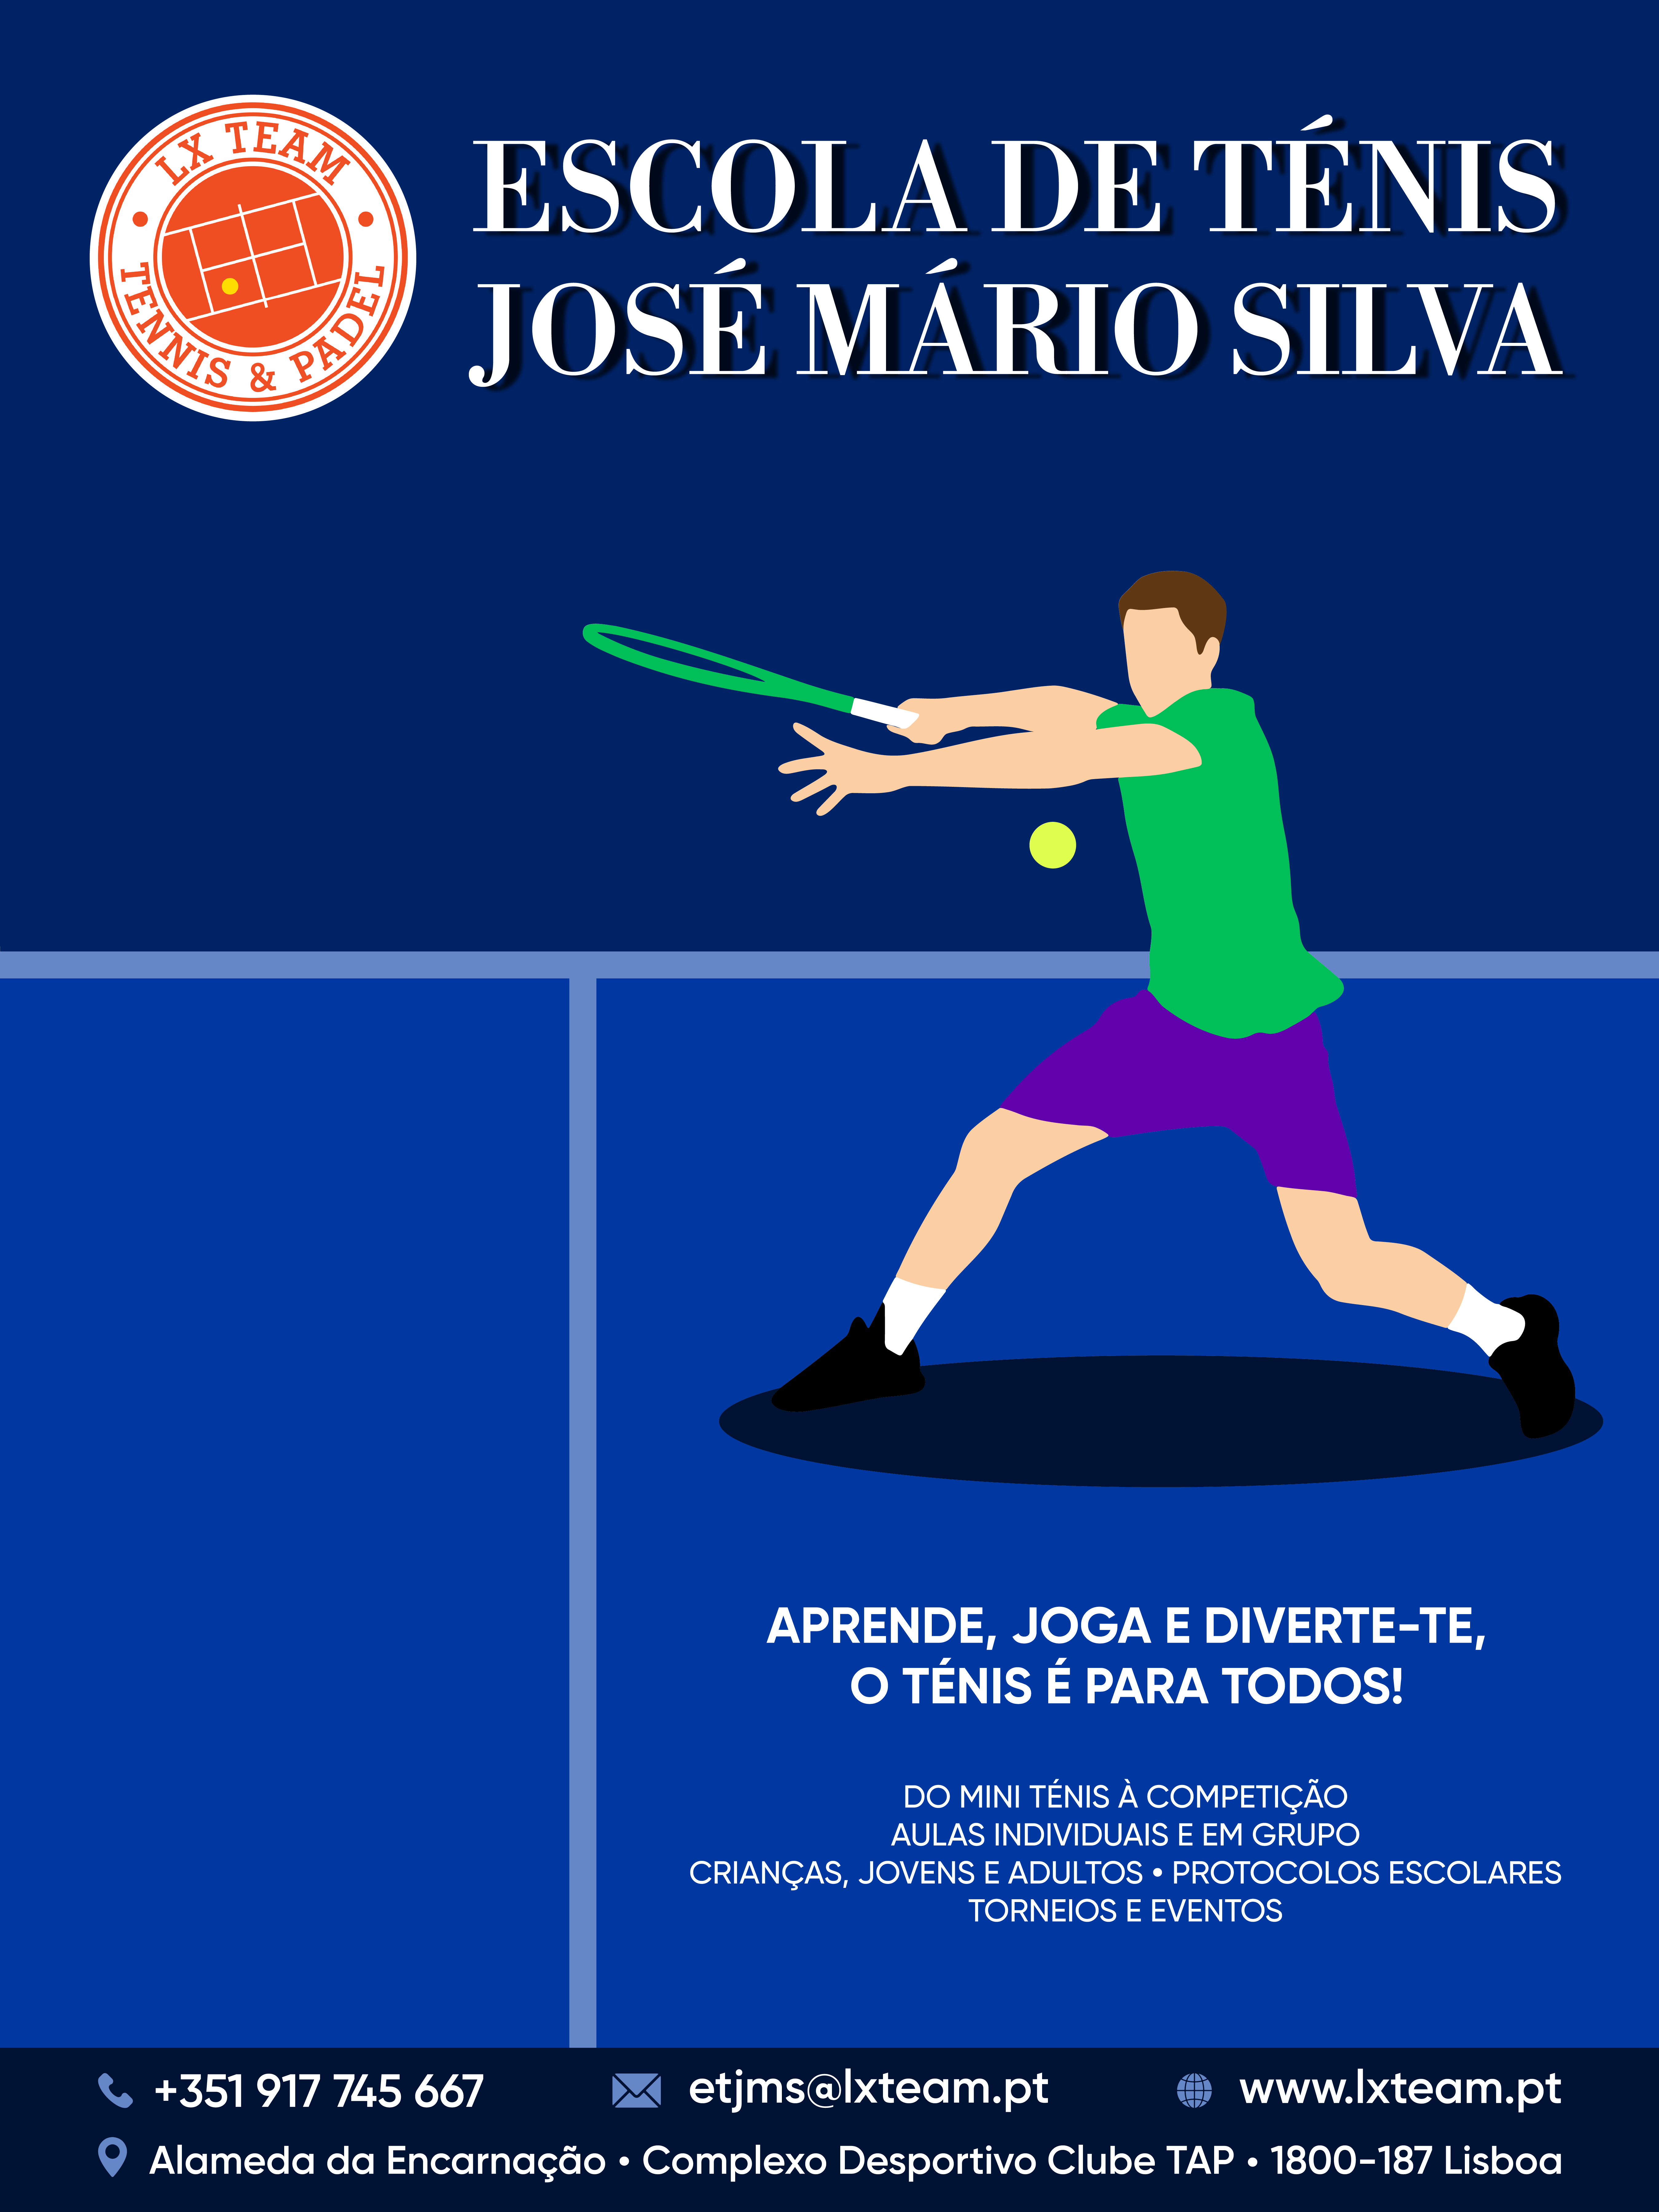 LX TEAM
TENNIS & PADEL
ESCOLA DE TÉNIS
JOSÉ MÁRIO SILVA
APRENDE, JOGA E DIVERTE-TE,
O TÉNIS É PARA TODOS!
DO MINI TÉNIS À COMPETIÇÃO
AULAS INDIVIDUAIS E EM GRUPO
CRIANÇAS, JOVENS E ADULTOS • PROTOCOLOS ESCOLARES
TORNEIOS E EVENTOS
+351 917 745 667
etjms@lxteam.pt
www.lxteam.pt
Alameda da Encarnação • Complexo Desportivo Clube TAP • 1800-187 Lisboa